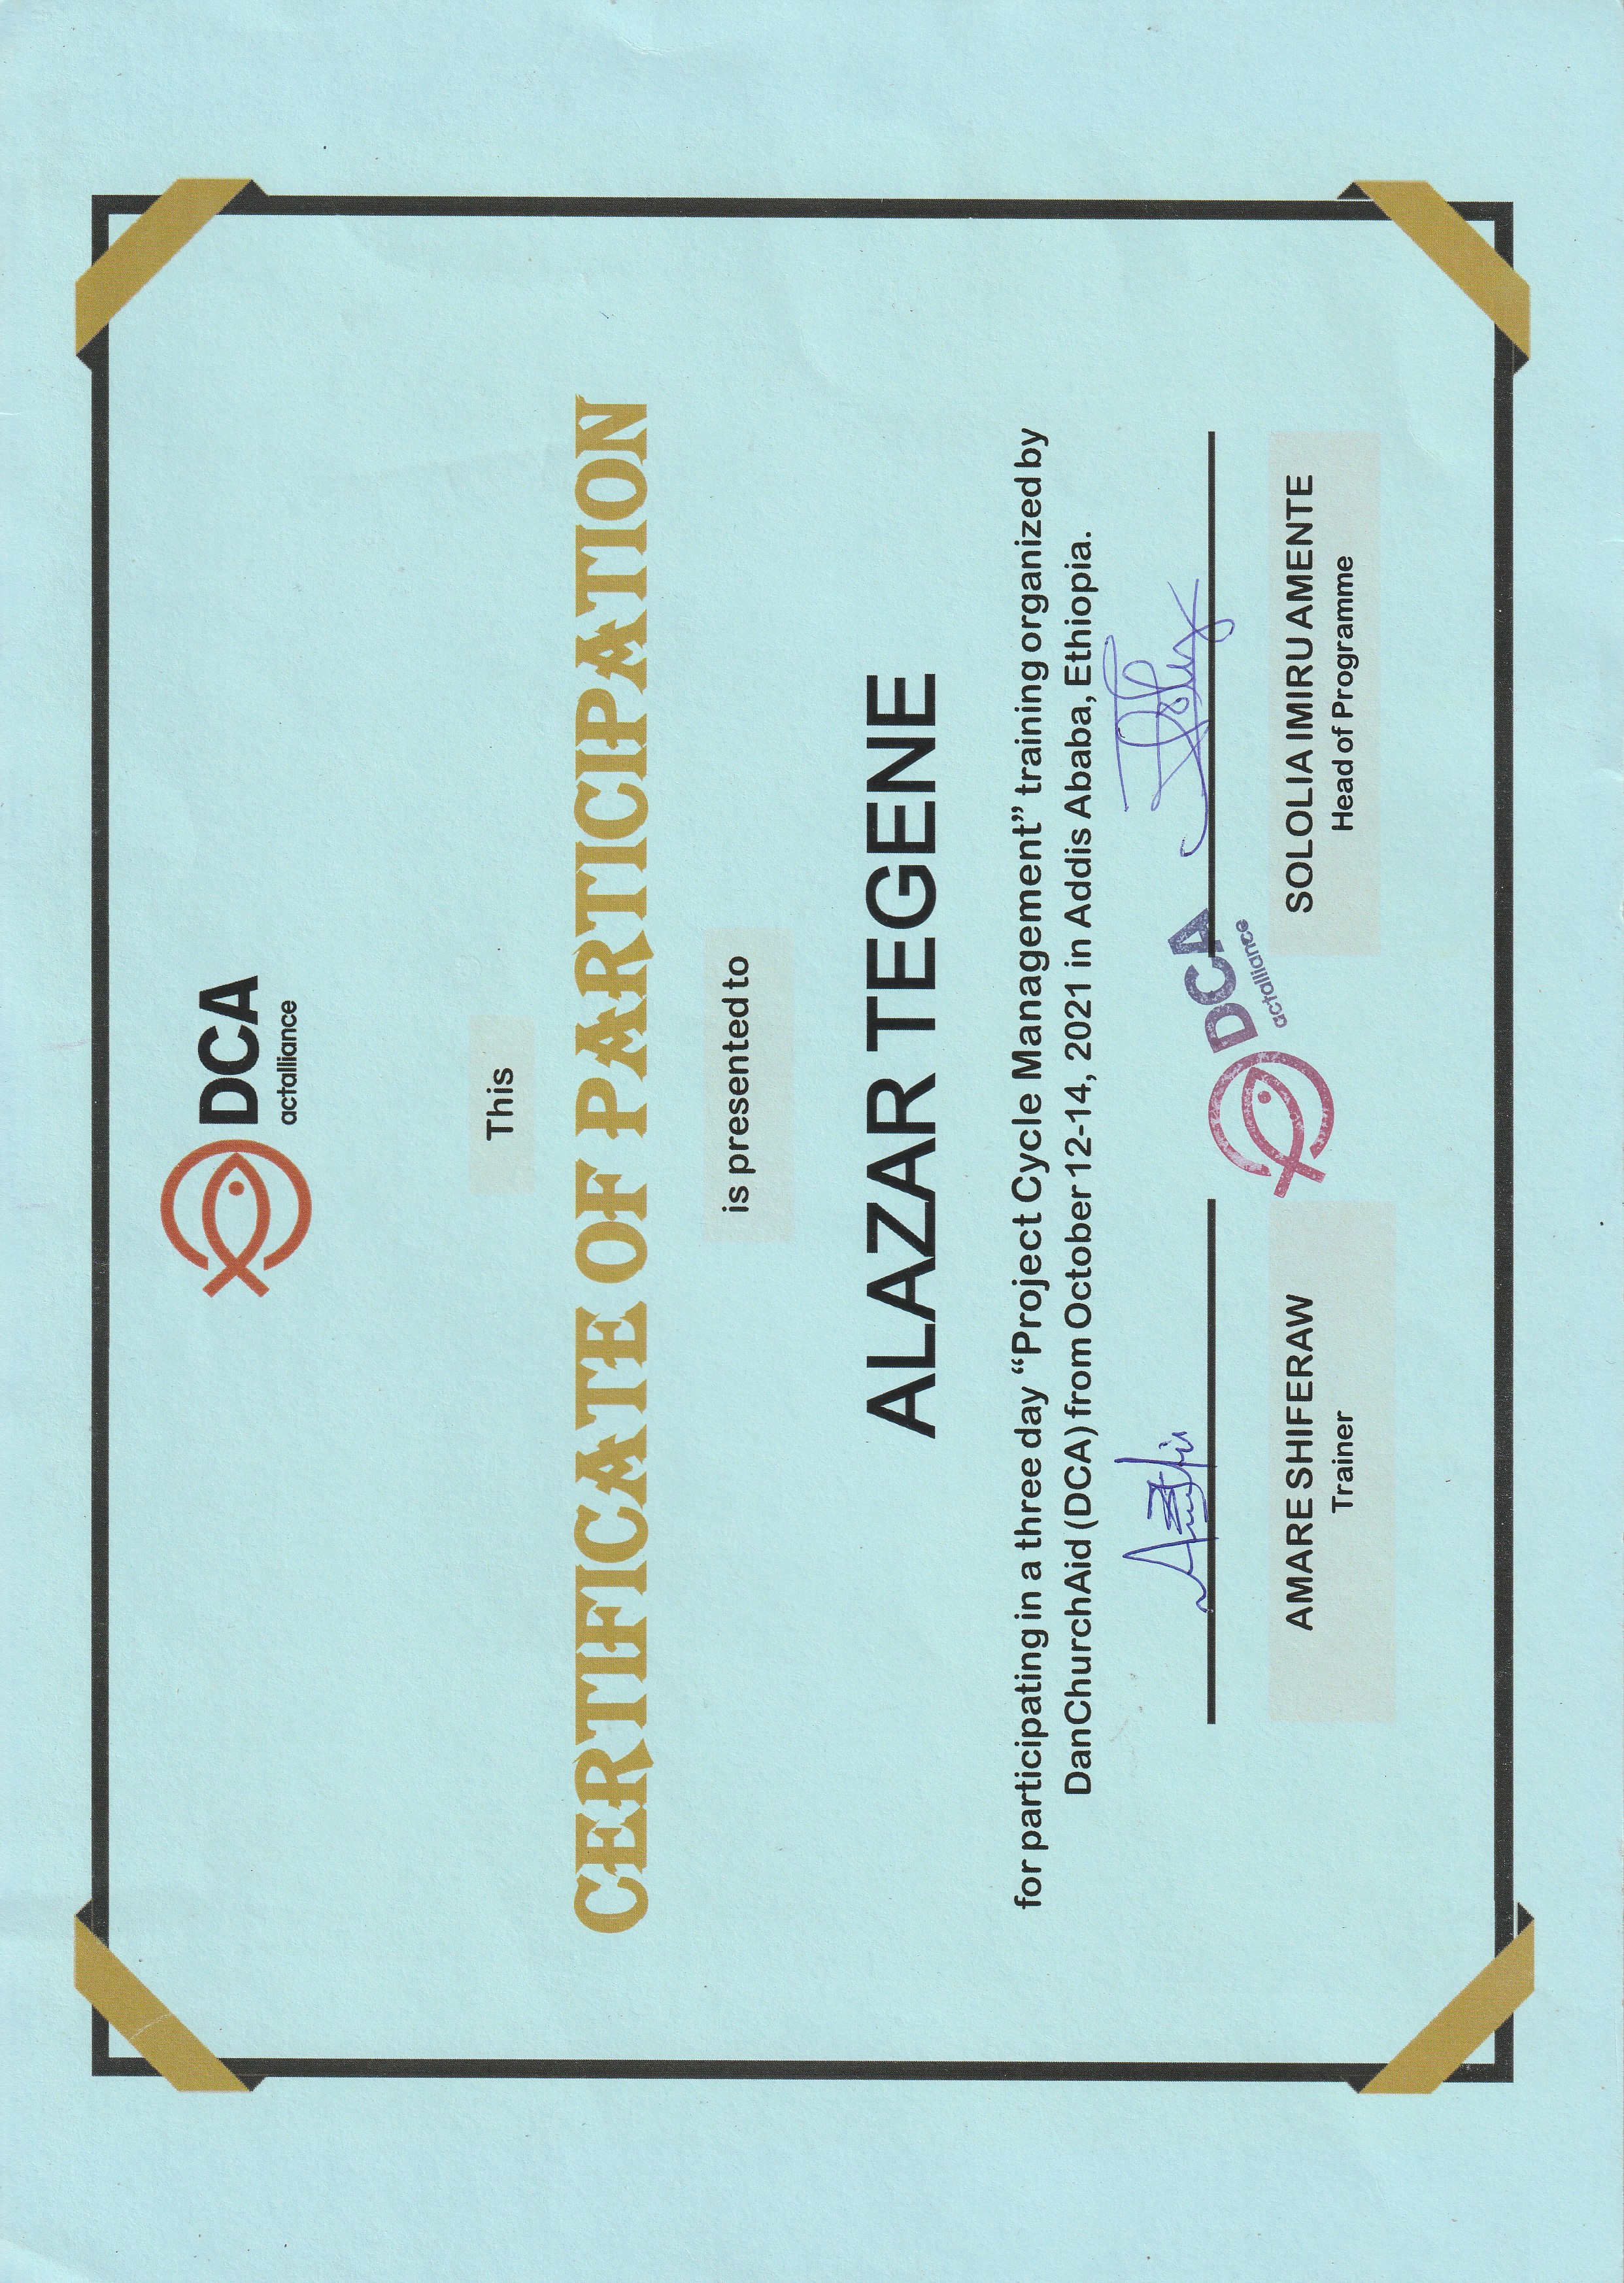 DCA
actalliance
This
CERTIFICATE OF PARTICIPATION
is presented to
ALAZAR TEGENE
for participating in a three day “Project Cycle Management” training organized by
DanChurchAid (DCA) from October 12-14, 2021 in Addis Ababa, Ethiopia.
DCA
actalliance
AMARE SHIFERAW
Trainer
SOLOLIA IMIRU AMENTE
Head of Programme